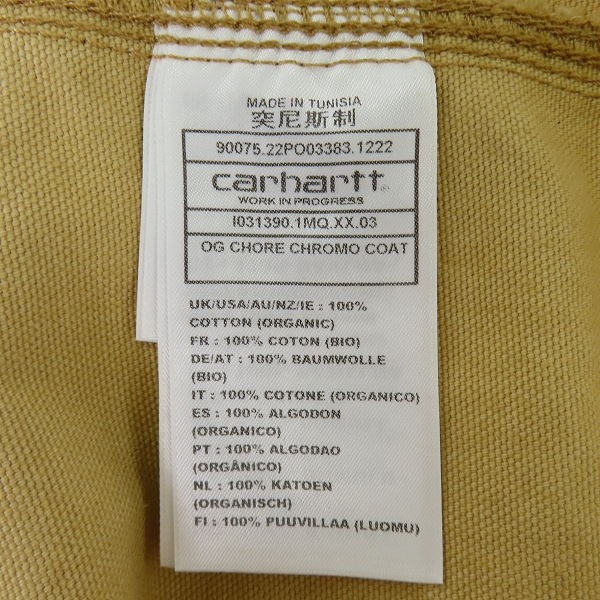 MADE IN TUNISIA
突尼斯制
90075.22PO03383.1222
carhartt.
WORK IN PROGRESS
I031390.1MQ.XX.03
OG CHORE CHROMO COAT
UK/USA/AU/NZ/IE : 100%
COTTON (ORGANIC)
FR : 100% COTON (BIO)
DE/AT : 100% BAUMWOLLE
(BIO)
IT : 100% COTONE (ORGANICO)
ES : 100% ALGODON
(ORGANICO)
PT : 100% ALGODAO
(ORGÂNICO)
NL : 100% KATOEN
(ORGANISCH)
FI : 100% PUUVILLAA (LUOMU)